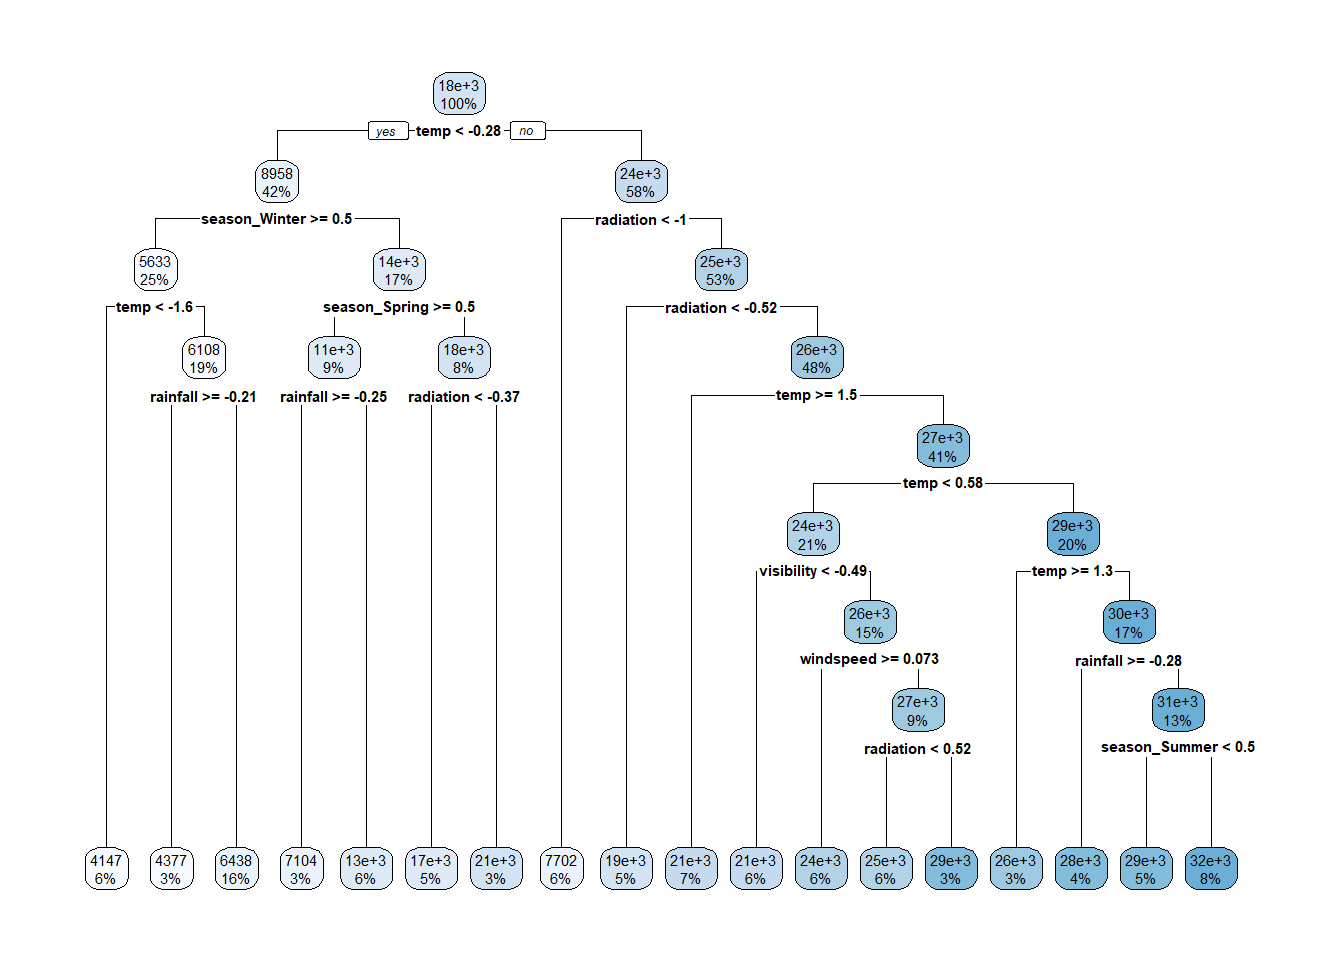 18e+3
100%
yes temp < -0.28 no
8958
42%
24e+3
58%
season_Winter >= 0.5
radiation < -1
5633
25%
14e+3
17%
25e+3
53%
temp < -1.6
season_Spring >= 0.5
radiation < -0.52
6108
19%
11e+3
9%
18e+3
8%
26e+3
48%
rainfall >= -0.21
rainfall >= -0.25
radiation < -0.37
temp >= 1.5
27e+3
41%
temp < 0.58
24e+3
21%
29e+3
20%
visibility < -0.49
temp >= 1.3
26e+3
15%
30e+3
17%
windspeed >= 0.073
rainfall >= -0.28
27e+3
9%
31e+3
13%
radiation < 0.52
season_Summer < 0.5
4147
6%
4377
3%
6438
16%
7104
3%
13e+3
6%
17e+3
5%
21e+3
3%
7702
6%
19e+3
5%
21e+3
7%
21e+3
6%
24e+3
6%
25e+3
6%
29e+3
3%
26e+3
3%
28e+3
4%
29e+3
5%
32e+3
8%